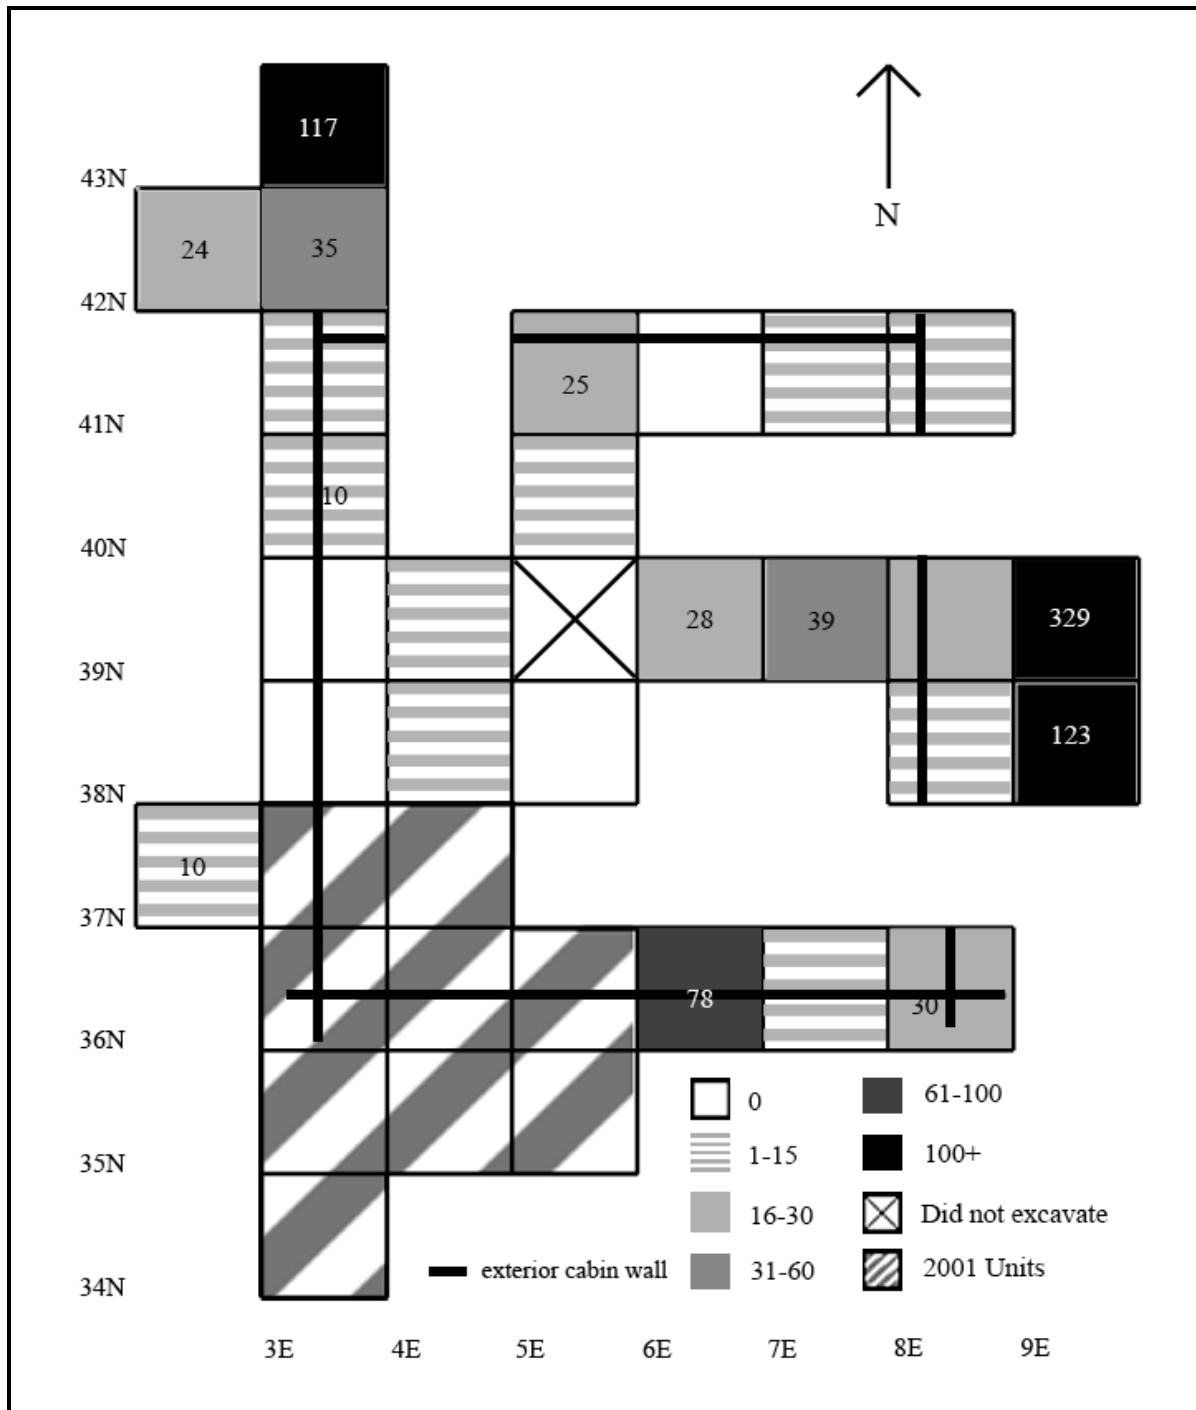 117
43N
N
24 35
42N
25
41N
10
40N
28 39 329
39N
123
38N
10
37N
78 30
36N
0 61-100
1-15 100+
35N
16-30 Did not excavate
exterior cabin wall 31-60 2001 Units
34N
3E 4E 5E 6E 7E 8E 9E